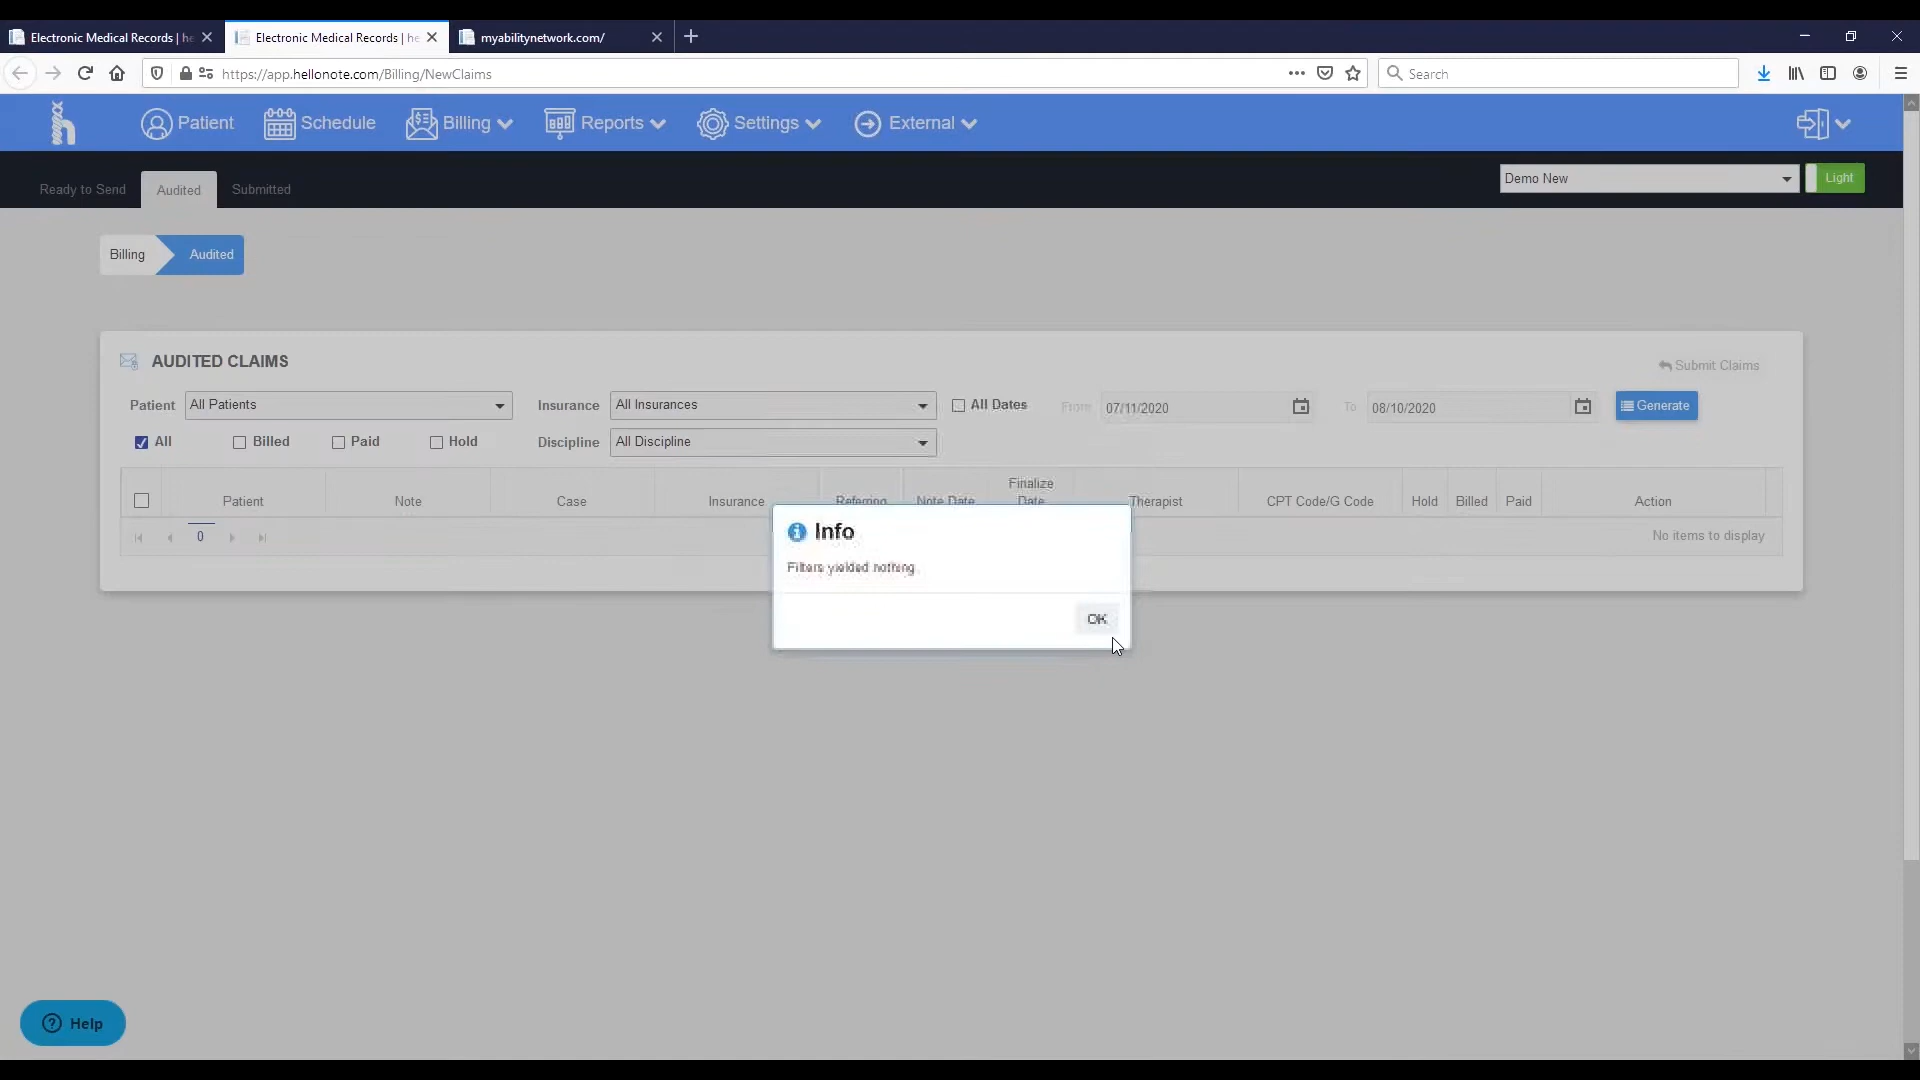 Electronic Medical Records | he
Electronic Medical Records | he
myabilitynetwork.com/
https://app.hellonote.com/Billing/NewClaims
Search
Patient
Schedule
Billing
Reports
Settings
External
Ready to Send
Audited
Submitted
Demo New
Light
Billing
Audited
AUDITED CLAIMS
Submit Claims
Patient
All Patients
Insurance
All Insurances
All Dates
From
07/11/2020
To
08/10/2020
Generate
All
Billed
Paid
Hold
Discipline
All Discipline
Patient
Note
Case
Insurance
Referring
Note Date
Finalize
Date
Therapist
CPT Code/G Code
Hold
Billed
Paid
Action
0
No items to display
Info
Filters yielded nothing
OK
Help